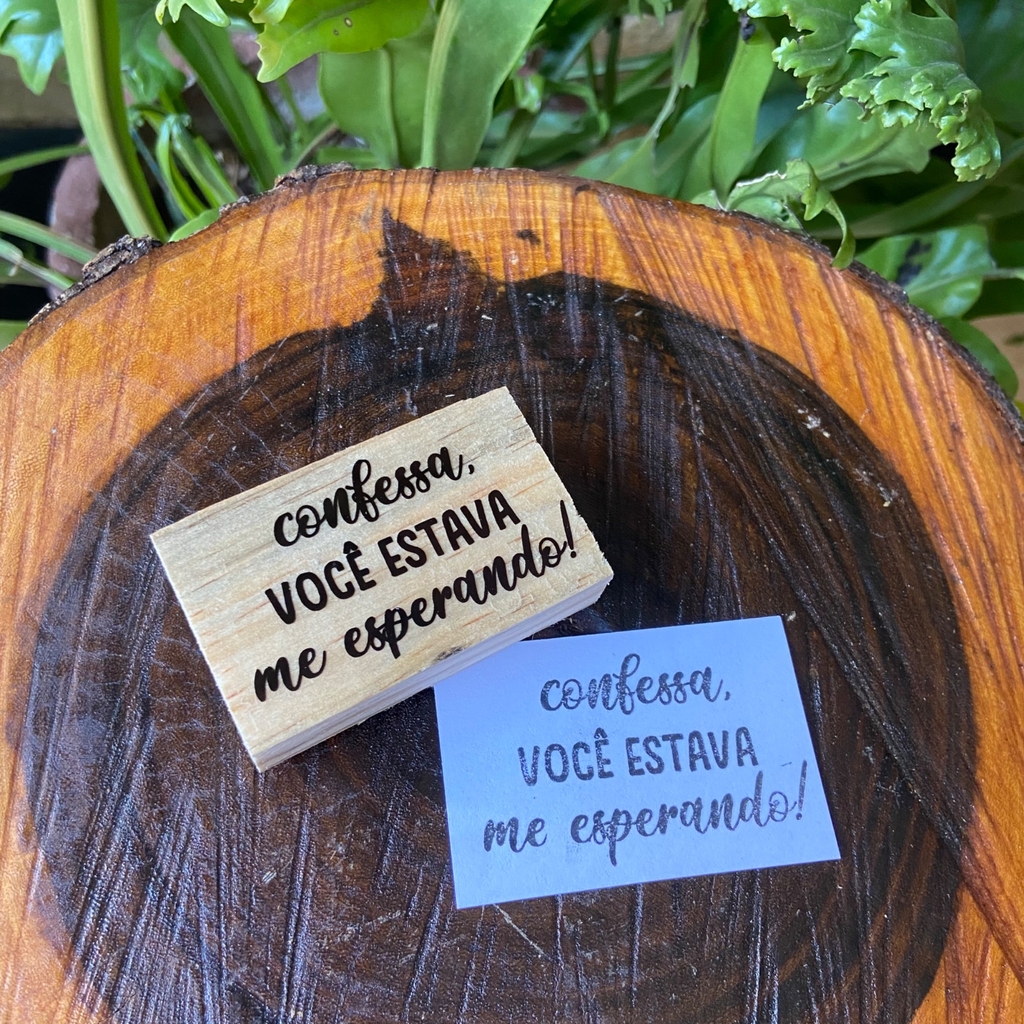 confessa,
VOCÊ ESTAVA
me esperando!
confessa,
VOCÊ ESTAVA
me esperando!